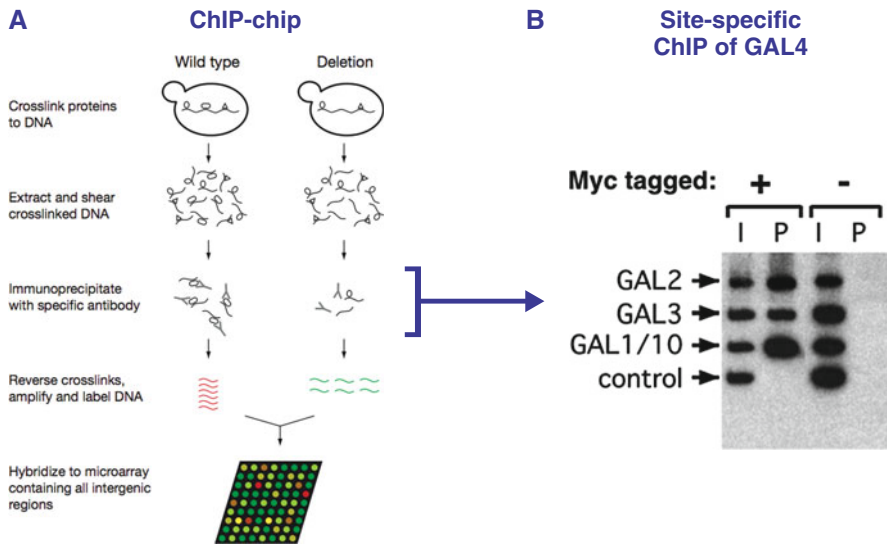 A
ChIP-chip
Wild type
Deletion
Crosslink proteins
to DNA
Extract and shear
crosslinked DNA
Immunoprecipitate
with specific antibody
Reverse crosslinks,
amplify and label DNA
Hybridize to microarray
containing all intergenic
regions
B
Site-specific
ChIP of GAL4
Myc tagged: + -
I P I P
GAL2
GAL3
GAL1/10
control